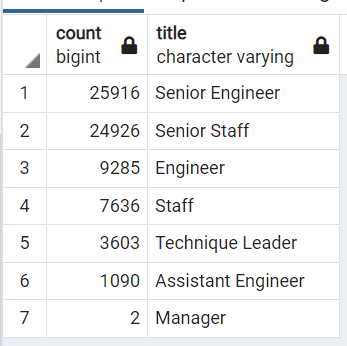 count title
bigint character varying
1 25916 Senior Engineer
2 24926 Senior Staff
3 9285 Engineer
4 7636 Staff
5 3603 Technique Leader
6 1090 Assistant Engineer
7 2 Manager